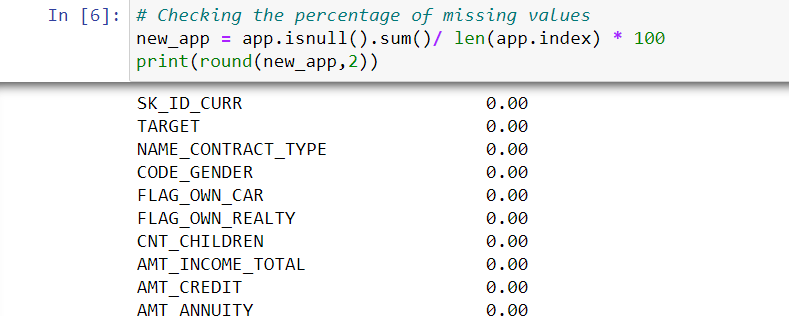 In [6]: # Checking the percentage of missing values
new_app = app.isnull().sum()/ len(app.index) * 100
print(round(new_app,2))
SK_ID_CURR 0.00
TARGET 0.00
NAME_CONTRACT_TYPE 0.00
CODE_GENDER 0.00
FLAG_OWN_CAR 0.00
FLAG_OWN_REALTY 0.00
CNT_CHILDREN 0.00
AMT_INCOME_TOTAL 0.00
AMT_CREDIT 0.00
AMT_ANNUITY 0.00